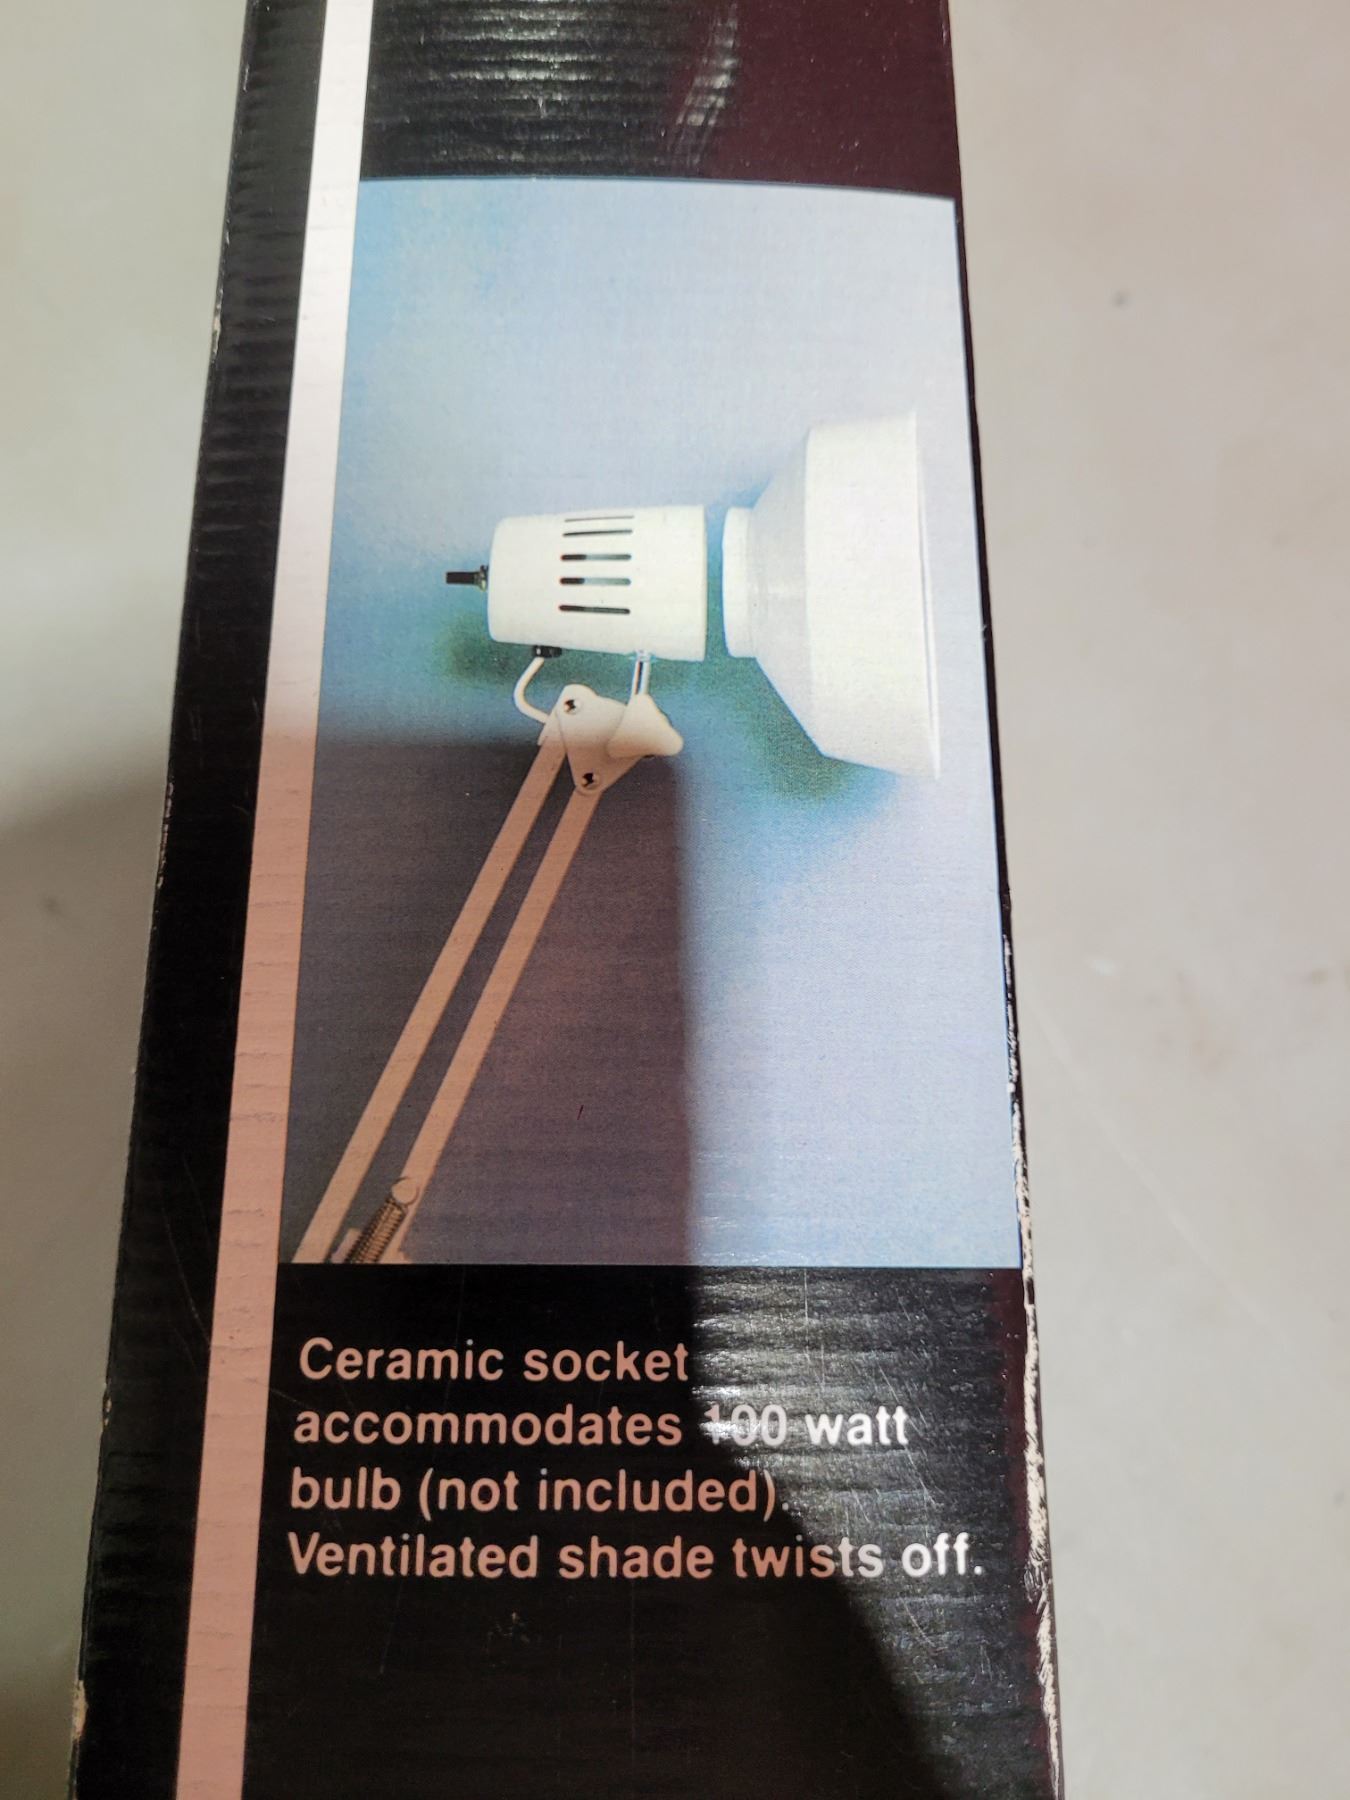 Ceramic socket
accommodates 100 watt
bulb (not included).
Ventilated shade twists off.